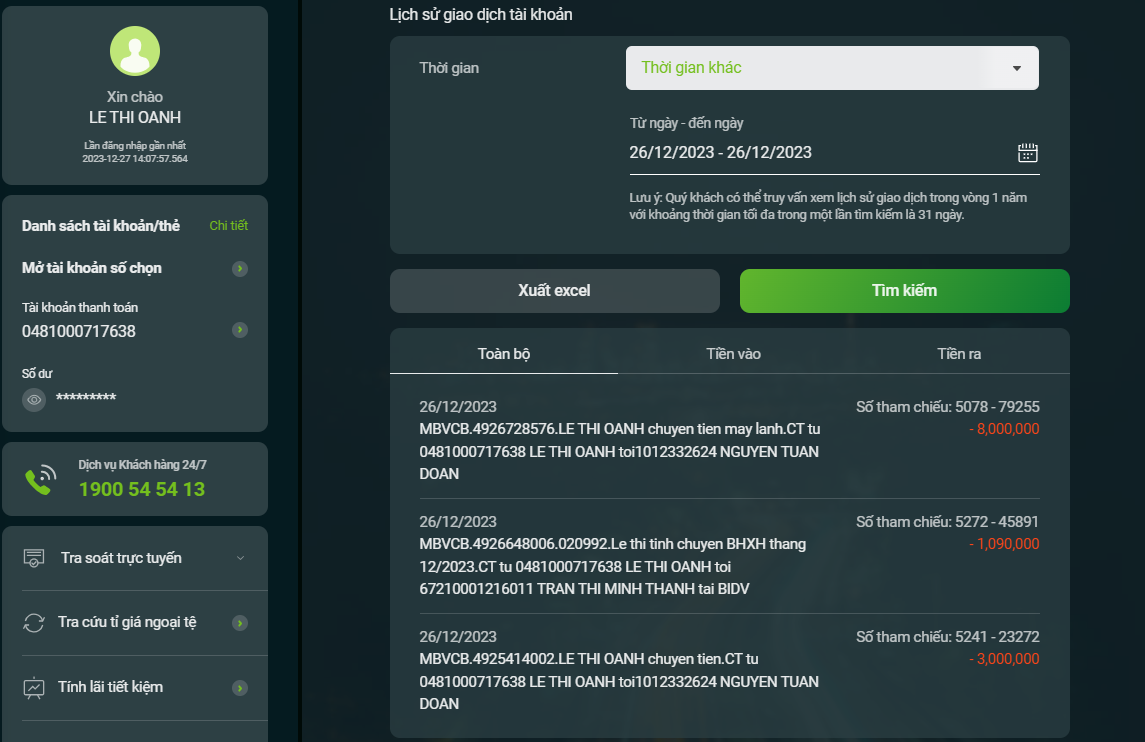 Xin chào
LE THI OANH
Lần đăng nhập gần nhất
2023-12-27 14:07:57.564
Danh sách tài khoản/thẻ Chi tiết
Mở tài khoản số chọn
Tài khoản thanh toán
0481000717638
Số dư
*********
Dịch vụ Khách hàng 24/7
1900 54 54 13
Tra soát trực tuyến
Tra cứu tỉ giá ngoại tệ
Tính lãi tiết kiệm
Lịch sử giao dịch tài khoản
Thời gian Thời gian khác
Từ ngày - đến ngày
26/12/2023 - 26/12/2023
Lưu ý: Quý khách có thể truy vấn xem lịch sử giao dịch trong vòng 1 năm
với khoảng thời gian tối đa trong một lần tìm kiếm là 31 ngày.
Xuất excel Tìm kiếm
Toàn bộ Tiền vào Tiền ra
26/12/2023 Số tham chiếu: 5078 - 79255
MBVCB.4926728576.LE THI OANH chuyen tien may lanh.CT tu - 8,000,000
0481000717638 LE THI OANH toi1012332624 NGUYEN TUAN
DOAN
26/12/2023 Số tham chiếu: 5272 - 45891
MBVCB.4926648006.020992.Le thi tinh chuyen BHXH thang - 1,090,000
12/2023.CT tu 0481000717638 LE THI OANH toi
67210001216011 TRAN THI MINH THANH tai BIDV
26/12/2023 Số tham chiếu: 5241 - 23272
MBVCB.4925414002.LE THI OANH chuyen tien.CT tu - 3,000,000
0481000717638 LE THI OANH toi1012332624 NGUYEN TUAN
DOAN